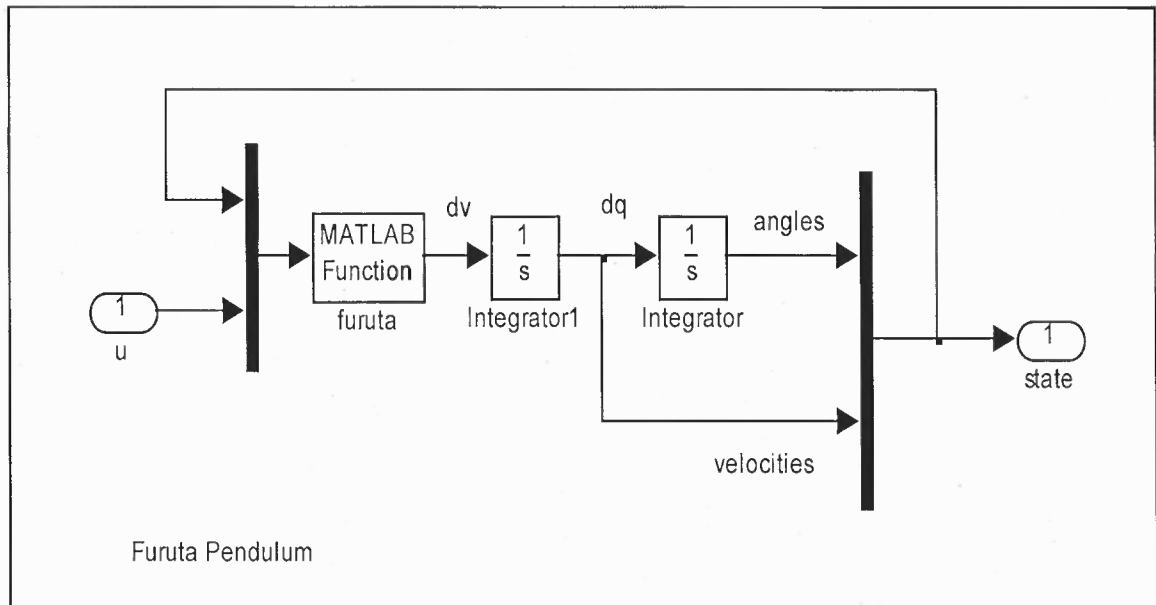 dv
dq
angles
MATLAB
Function
furuta
1
s
Integrator1
1
s
Integrator
1
u
1
state
velocities
Furuta Pendulum